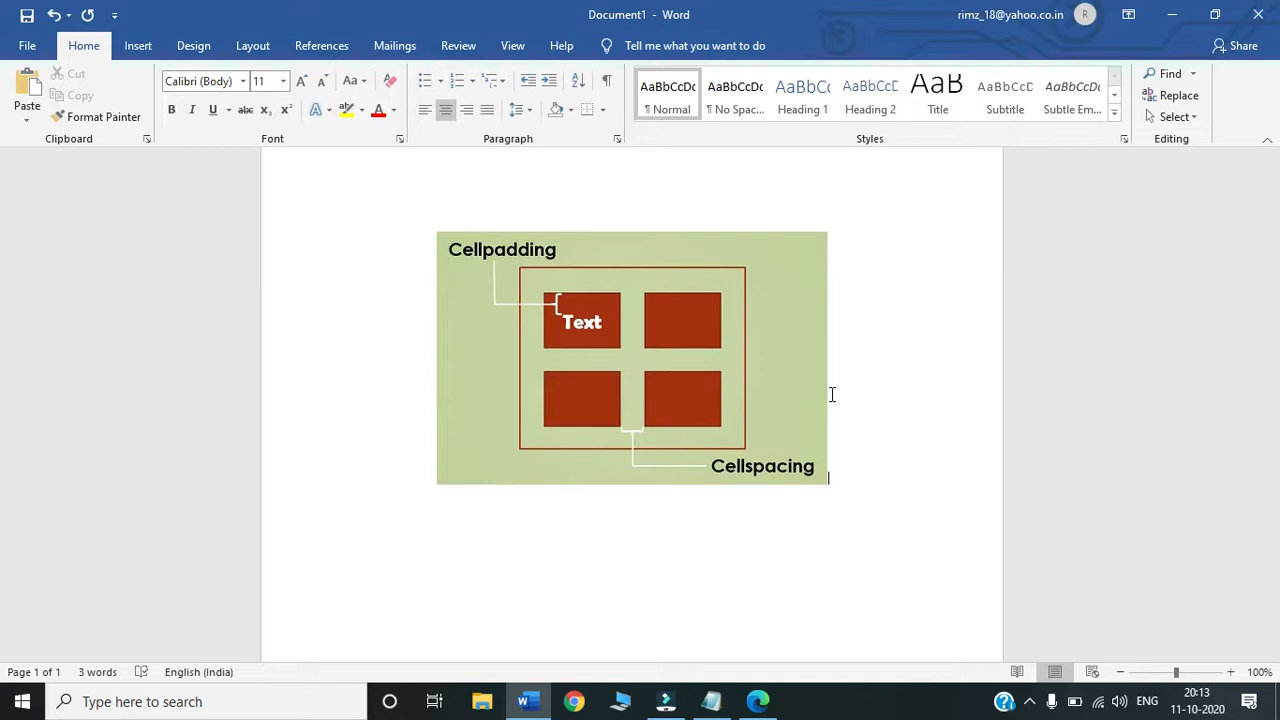 Document1 - Word
rimz_18@yahoo.co.in
R
File Home Insert Design Layout References Mailings Review View Help Tell me what you want to do
Share
Paste
Cut
Copy
Format Painter
Clipboard
Calibri (Body) 11
Font
Paragraph
AaBbCcDc AaBbCcDc AaBbCc AaBbCcD AaB AaBbCcD AaBbCcDc
¶ Normal ¶ No Spac... Heading 1 Heading 2 Title Subtitle Subtle Em...
Styles
Find
Replace
Select
Editing
Cellpadding
Text
Cellspacing
Page 1 of 1 3 words English (India)
100%
Type here to search
ENG
20:13
11-10-2020